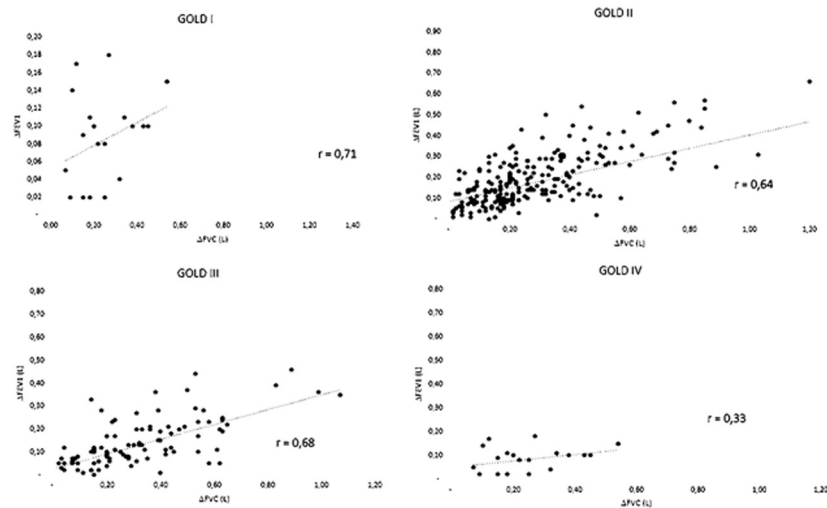 GOLD I
0,20
0,18
0,16
0,14
0,12
0,10
0,08
0,06
0,04
0,02
-
ΔFEV1
0,00 0,20 0,40 0,60 0,80 1,00 1,20 1,40
ΔFVC (L)
r = 0,71
GOLD II
0,90
0,80
0,70
0,60
0,50
0,40
0,30
0,20
0,10
-
ΔFEV1 (L)
- 0,20 0,40 0,60 0,80 1,00 1,20
ΔFVC (L)
r = 0,64
GOLD III
0,80
0,70
0,60
0,50
0,40
0,30
0,20
0,10
-
ΔFEV1 (L)
- 0,20 0,40 0,60 0,80 1,00 1,20
ΔFVC (L)
r = 0,68
GOLD IV
0,80
0,70
0,60
0,50
0,40
0,30
0,20
0,10
-
ΔFEV1 (L)
- 0,20 0,40 0,60 0,80 1,00 1,20
ΔFVC (L)
r = 0,33